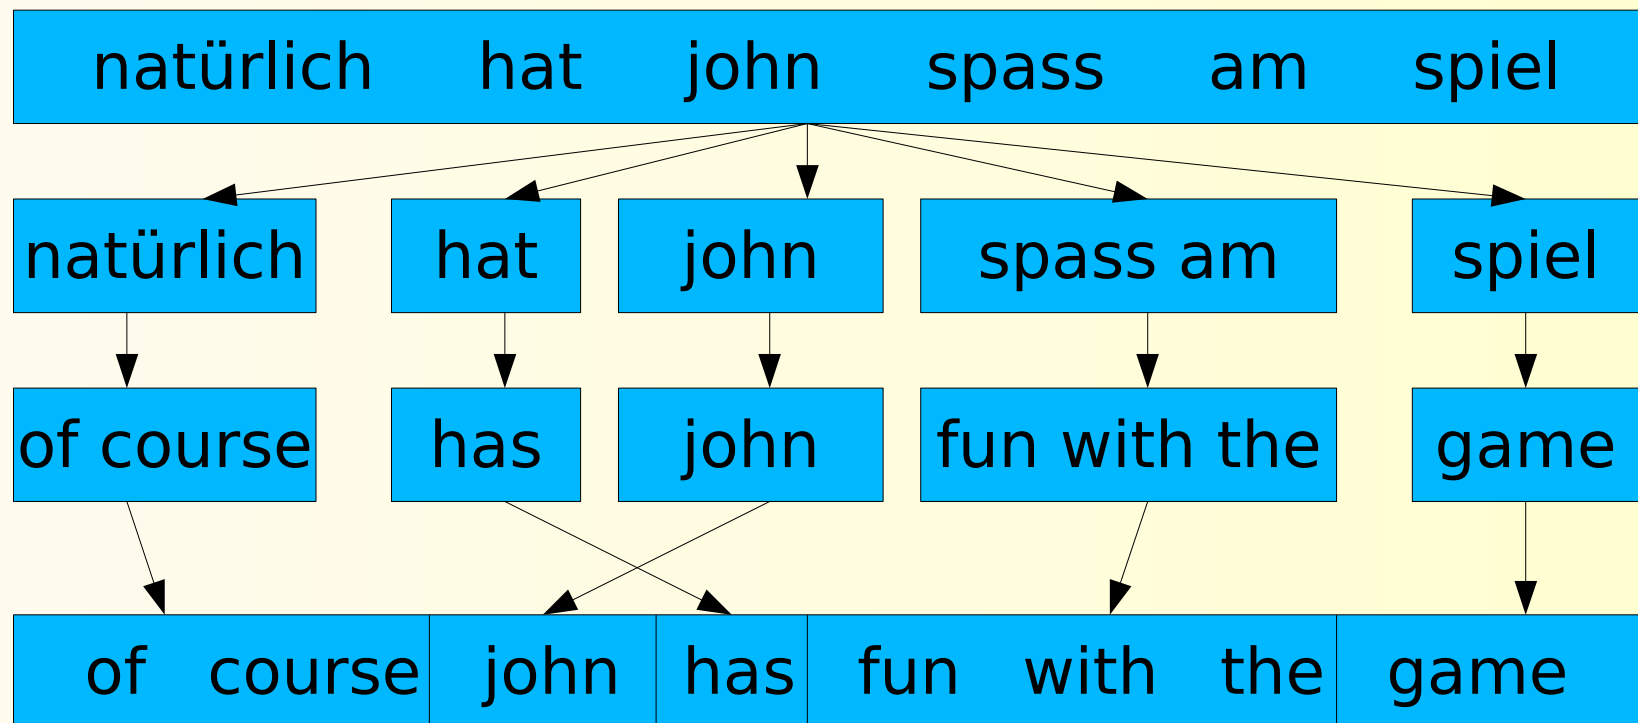 natürlich hat john spass am spiel
natürlich hat john spass am spiel
of course has john fun with the game
of course john has fun with the game